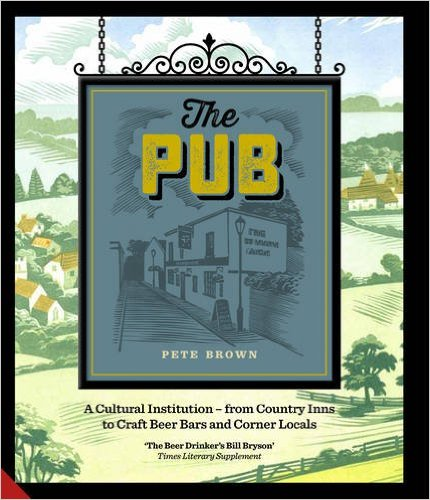 The
PUB
PETE BROWN
A Cultural Institution – from Country Inns
to Craft Beer Bars and Corner Locals
‘The Beer Drinker’s Bill Bryson’
Times Literary Supplement